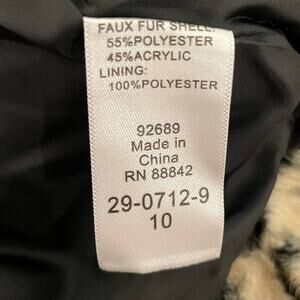 FAUX FUR SHELL:
55%POLYESTER
45%ACRYLIC
LINING:
100%POLYESTER
92689
Made in
China
RN 88842
29-0712-9
10